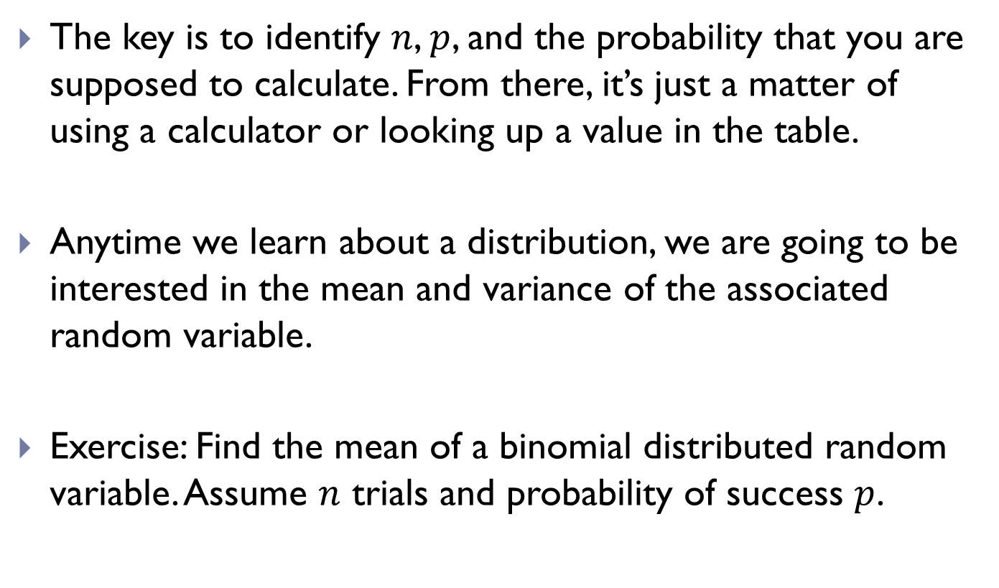 The key is to identify n, p, and the probability that you are
supposed to calculate. From there, it’s just a matter of
using a calculator or looking up a value in the table.
Anytime we learn about a distribution, we are going to be
interested in the mean and variance of the associated
random variable.
Exercise: Find the mean of a binomial distributed random
variable. Assume n trials and probability of success p.